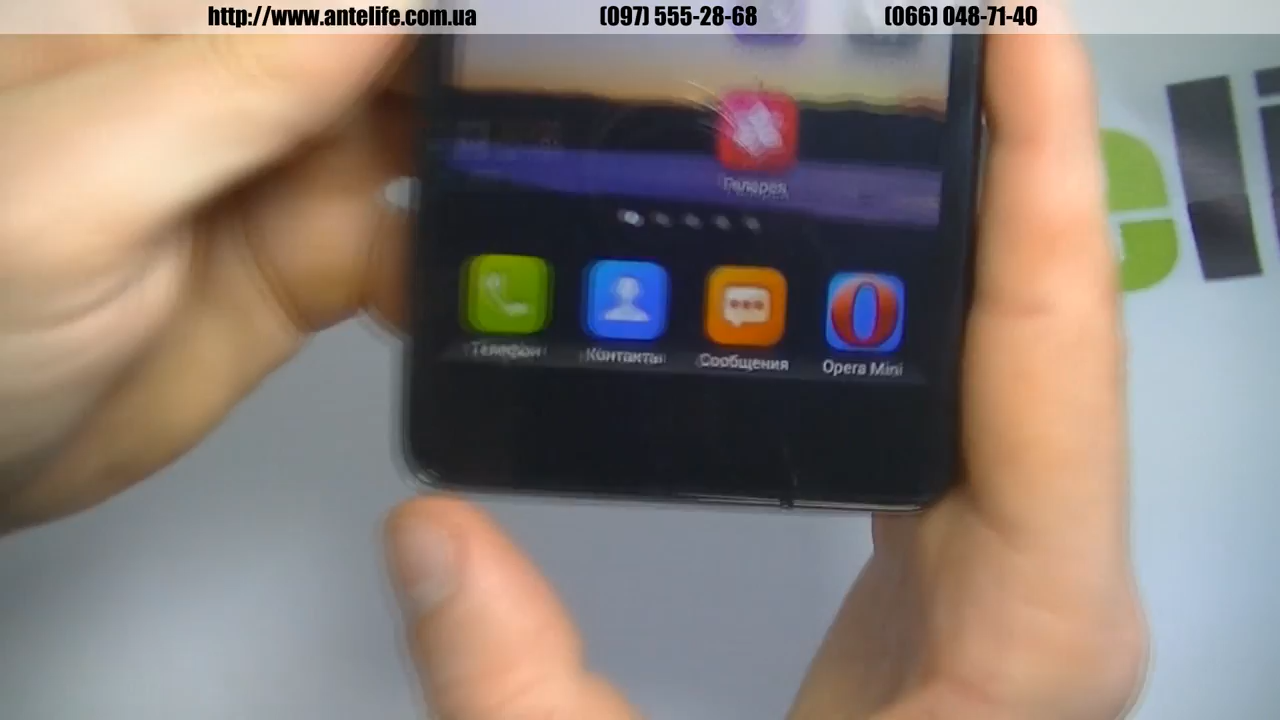 http://www.antelife.com.ua (097) 555-28-68 (066) 048-71-40
Галерея
Телефон Контакты Сообщения Opera Mini